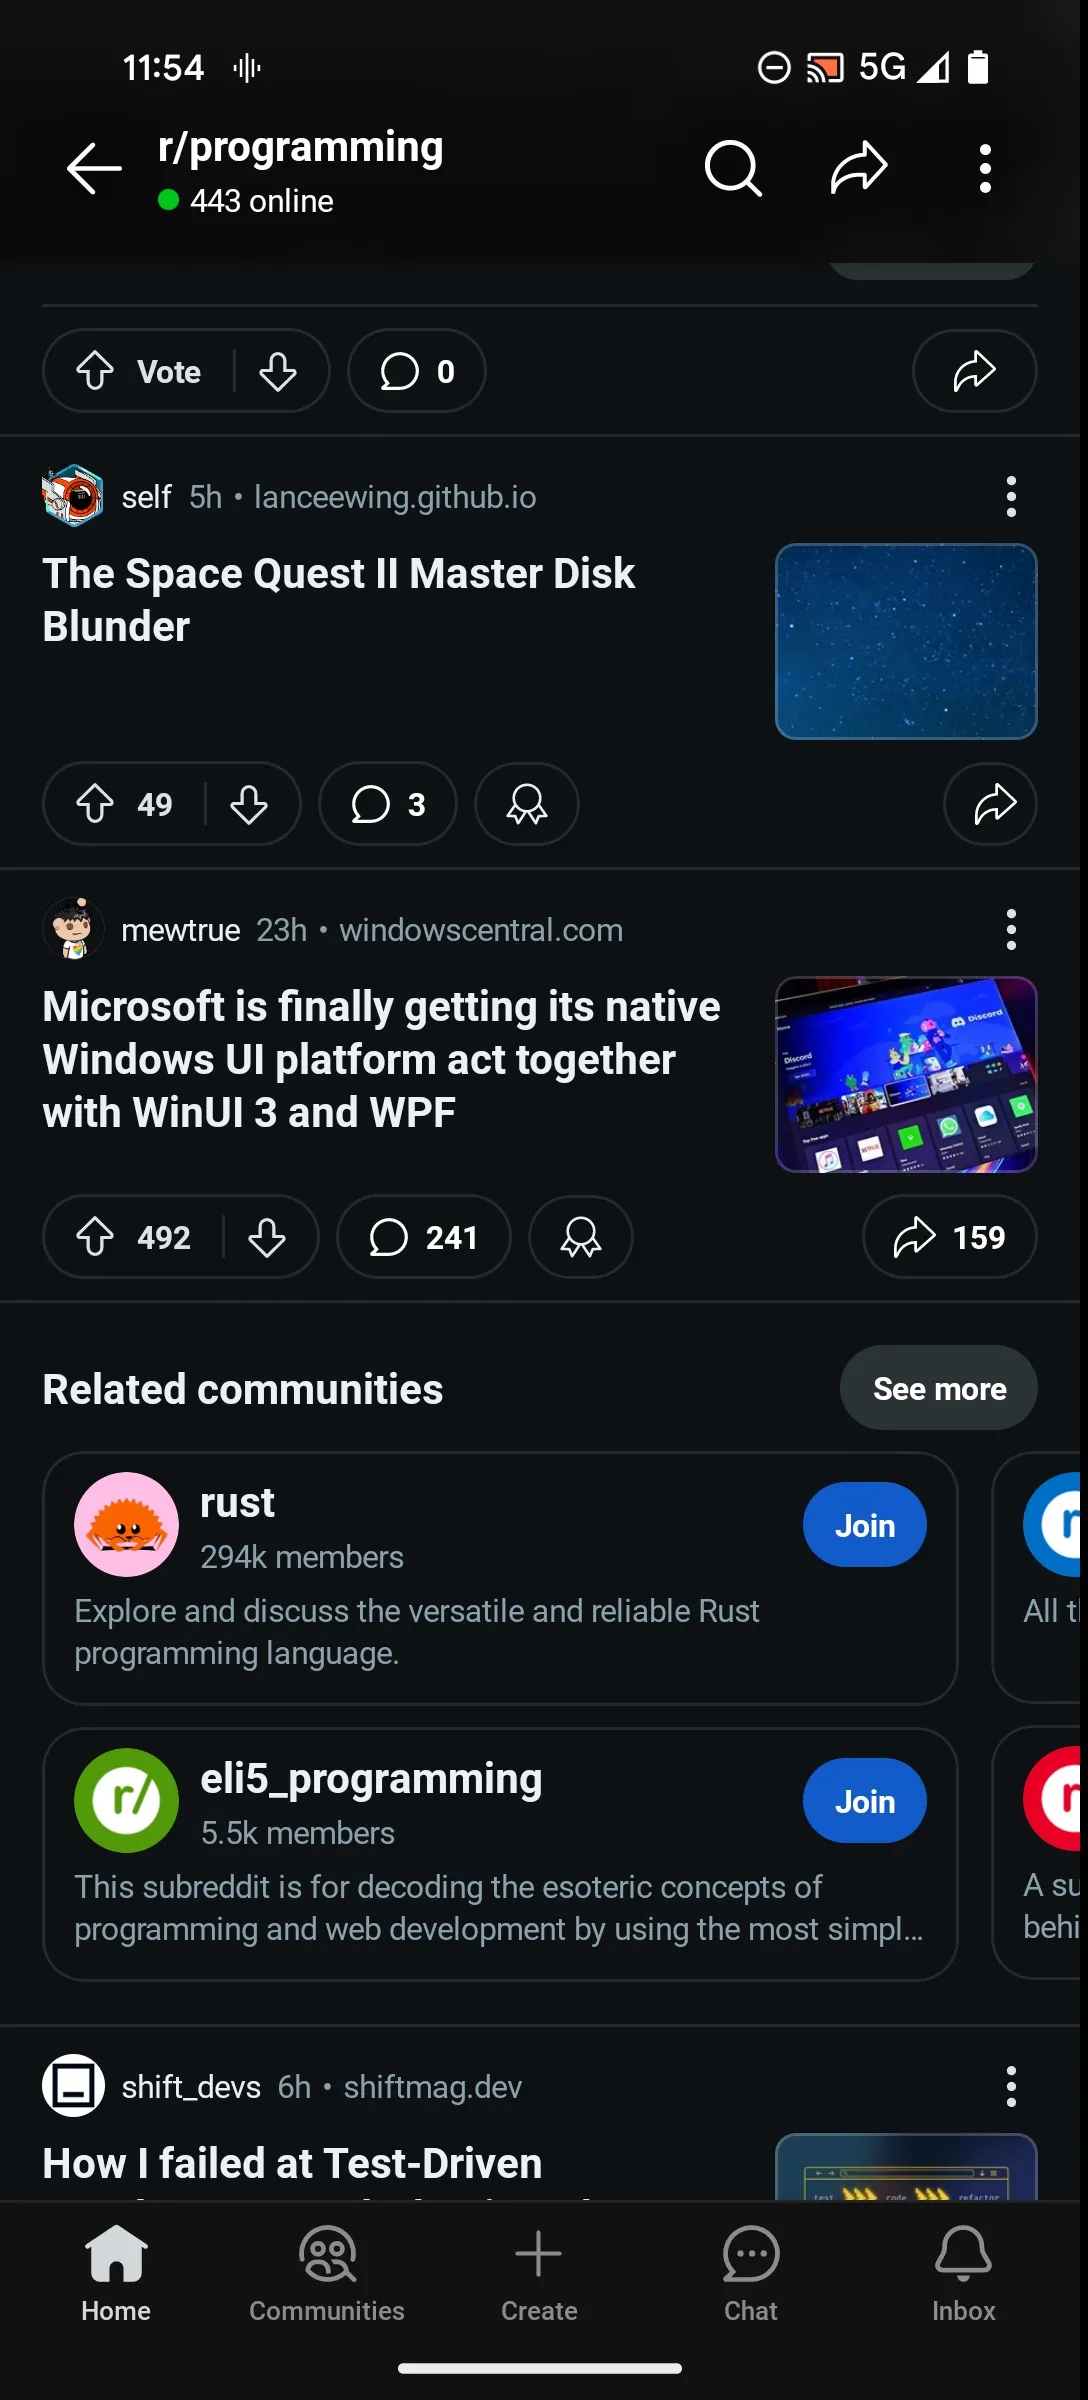 11:54
5G
r/programming
443 online
Vote
0
self 5h • lanceewing.github.io
The Space Quest II Master Disk
Blunder
49
3
mewtrue 23h • windowscentral.com
Microsoft is finally getting its native
Windows UI platform act together
with WinUI 3 and WPF
Discord
Discord
492
241
159
Related communities
See more
rust
294k members
Join
Explore and discuss the versatile and reliable Rust
programming language.
All t
eli5_programming
5.5k members
Join
This subreddit is for decoding the esoteric concepts of
programming and web development by using the most simpl…
A su
behi
shift_devs 6h • shiftmag.dev
How I failed at Test-Driven
test code refactor
Home
Communities
Create
Chat
Inbox